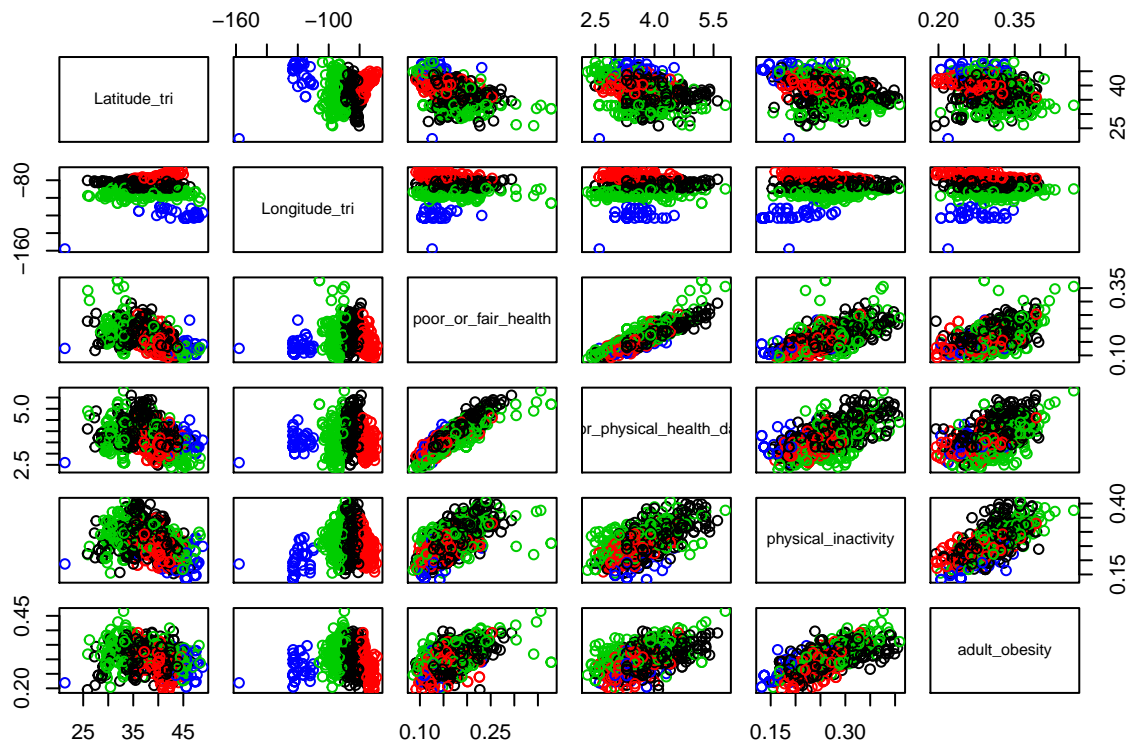 −160 −100 2.5 4.0 5.5 0.20 0.35
Latitude_tri 25 40
−160 −80 Longitude_tri
poor_or_fair_health 0.10 0.35
2.5 5.0 or_physical_health_da
physical_inactivity 0.15 0.40
0.20 0.45 adult_obesity
25 35 45 0.10 0.25 0.15 0.30